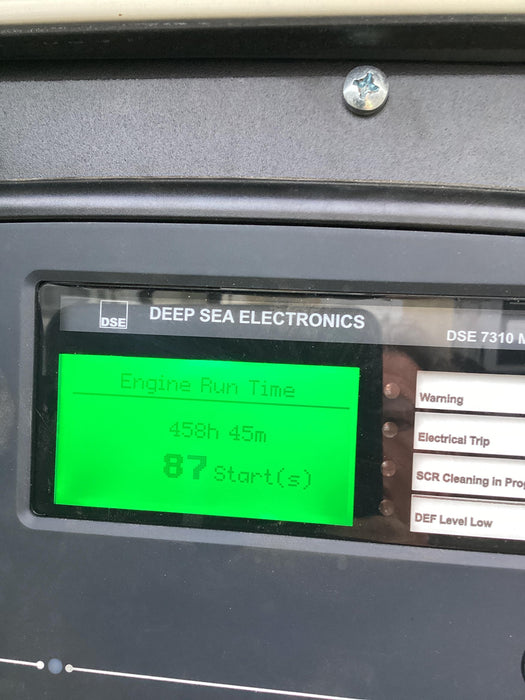 DSE
DEEP SEA ELECTRONICS
DSE 7310
Engine Run Time
458h 45m
87 Start(s)
Warning
Electrical Trip
SCR Cleaning in
DEF Level Low